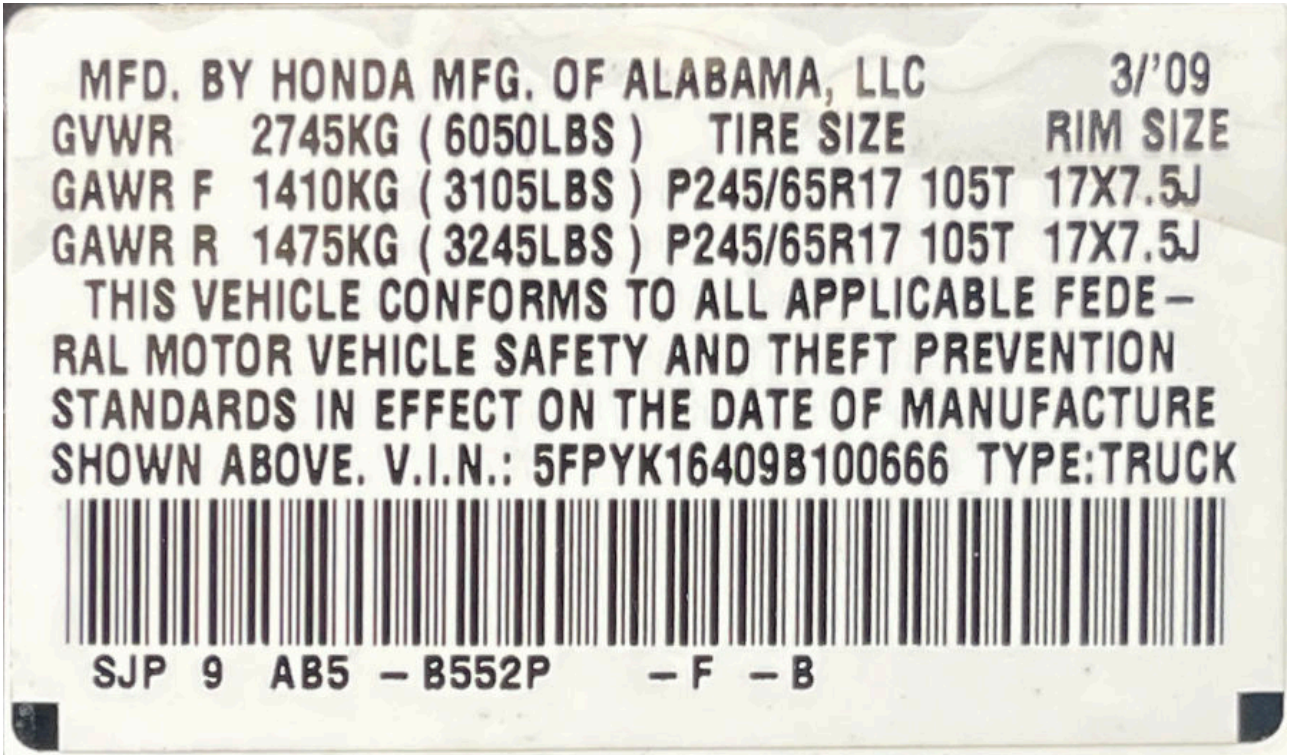 MFD. BY HONDA MFG. OF ALABAMA, LLC 3/'09
GVWR 2745KG (6050LBS) TIRE SIZE RIM SIZE
GAWR F 1410KG (3105LBS) P245/65R17 105T 17X7.5J
GAWR R 1475KG (3245LBS) P245/65R17 105T 17X7.5J
THIS VEHICLE CONFORMS TO ALL APPLICABLE FEDE–
RAL MOTOR VEHICLE SAFETY AND THEFT PREVENTION
STANDARDS IN EFFECT ON THE DATE OF MANUFACTURE
SHOWN ABOVE. V.I.N.: 5FPYK16409B100666 TYPE:TRUCK
SJP 9 AB5 – B552P – F – B